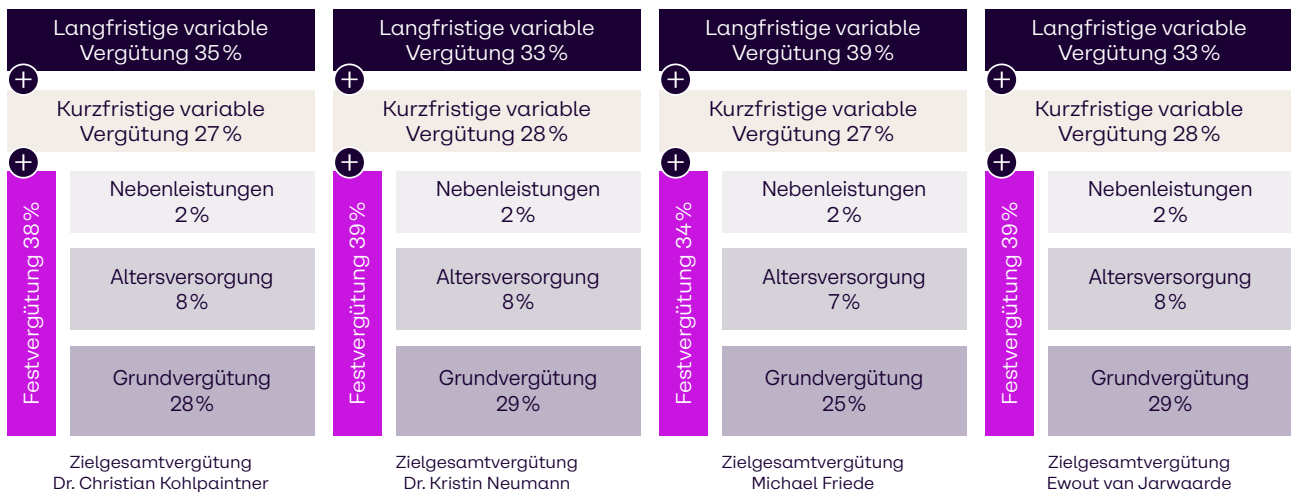 Langfristige variable
Vergütung 35 %
+
Kurzfristige variable
Vergütung 27 %
+
Festvergütung 38 %
Nebenleistungen
2 %
Altersversorgung
8 %
Grundvergütung
28 %
Zielgesamtvergütung
Dr. Christian Kohlpaintner
Langfristige variable
Vergütung 33 %
+
Kurzfristige variable
Vergütung 28 %
+
Festvergütung 39 %
Nebenleistungen
2 %
Altersversorgung
8 %
Grundvergütung
29 %
Zielgesamtvergütung
Dr. Kristin Neumann
Langfristige variable
Vergütung 39 %
+
Kurzfristige variable
Vergütung 27 %
+
Festvergütung 34 %
Nebenleistungen
2 %
Altersversorgung
7 %
Grundvergütung
25 %
Zielgesamtvergütung
Michael Friede
Langfristige variable
Vergütung 33 %
+
Kurzfristige variable
Vergütung 28 %
+
Festvergütung 39 %
Nebenleistungen
2 %
Altersversorgung
8 %
Grundvergütung
29 %
Zielgesamtvergütung
Ewout van Jarwaarde